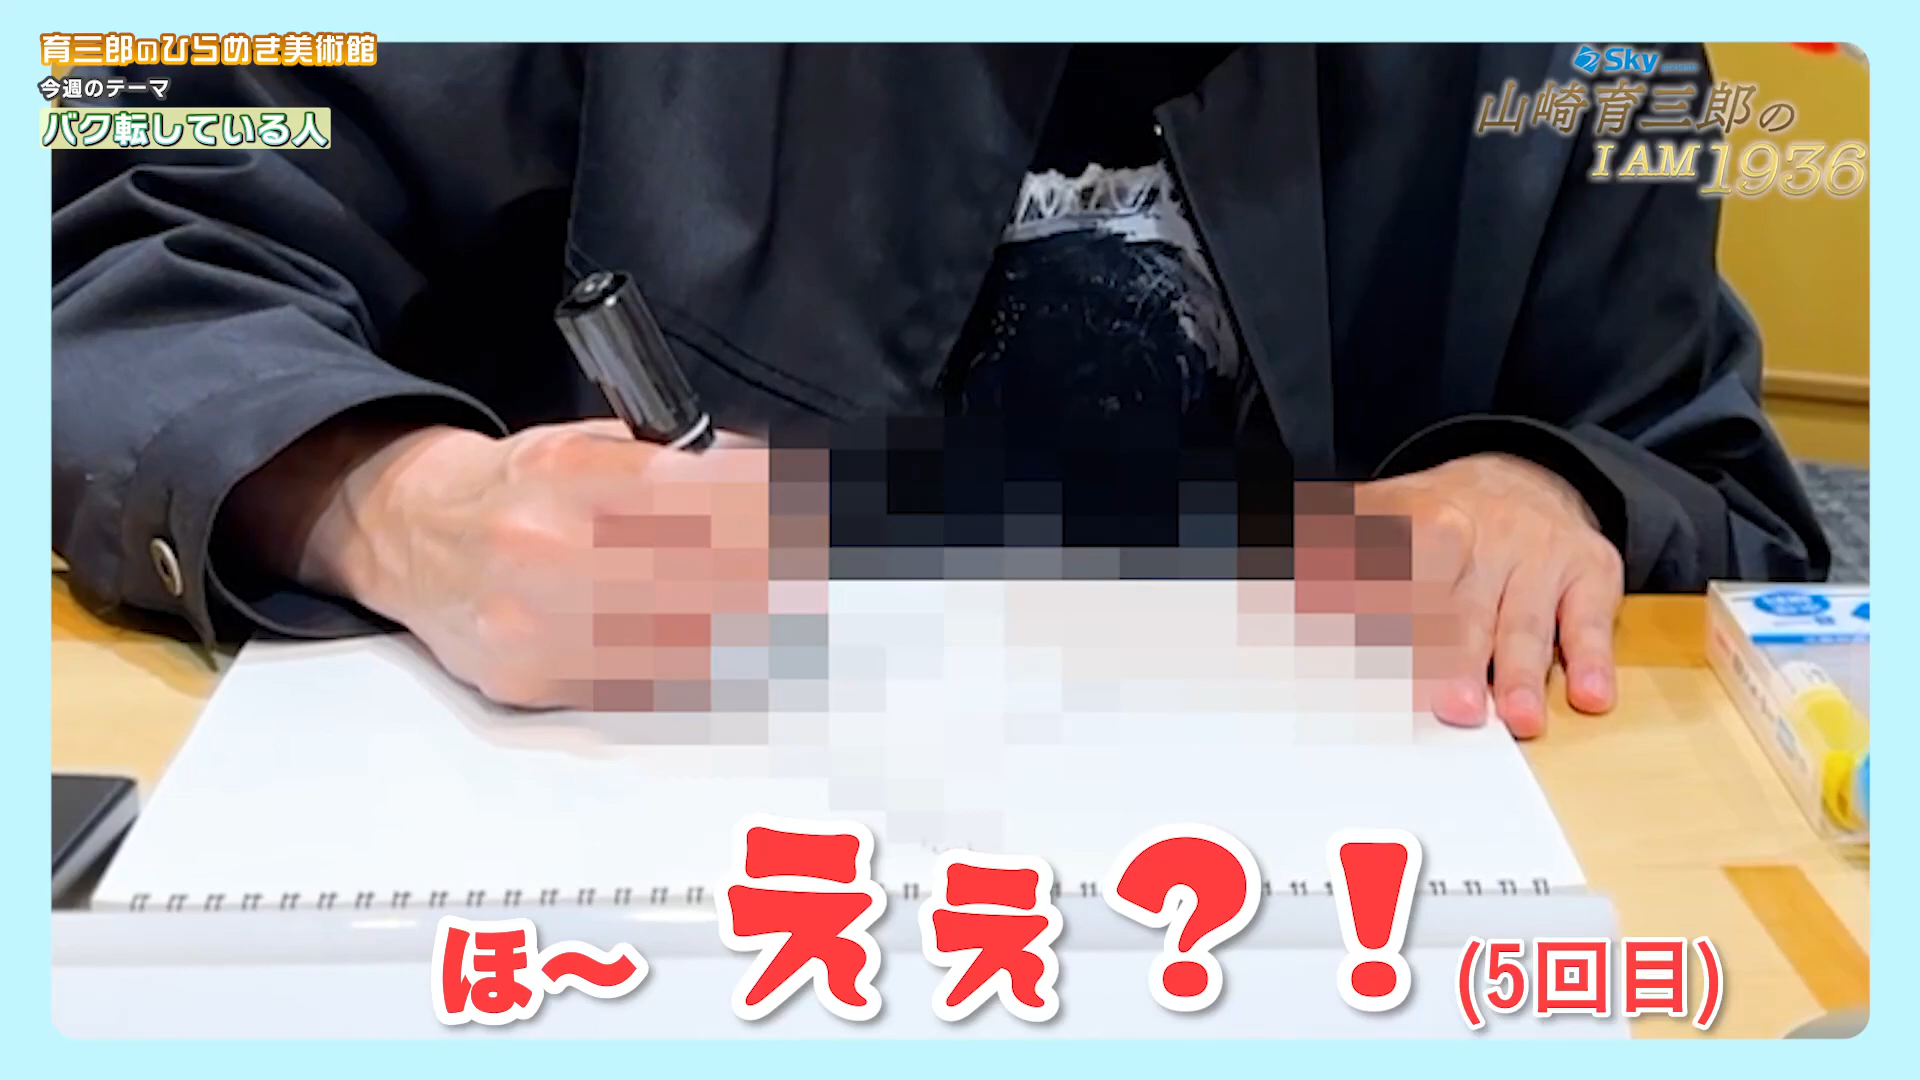 育三郎のひらめき美術館
今週のテーマ
バク転している人
Sky
山崎育三郎の
I AM 1936
ほ〜 えぇ?! (5回目)